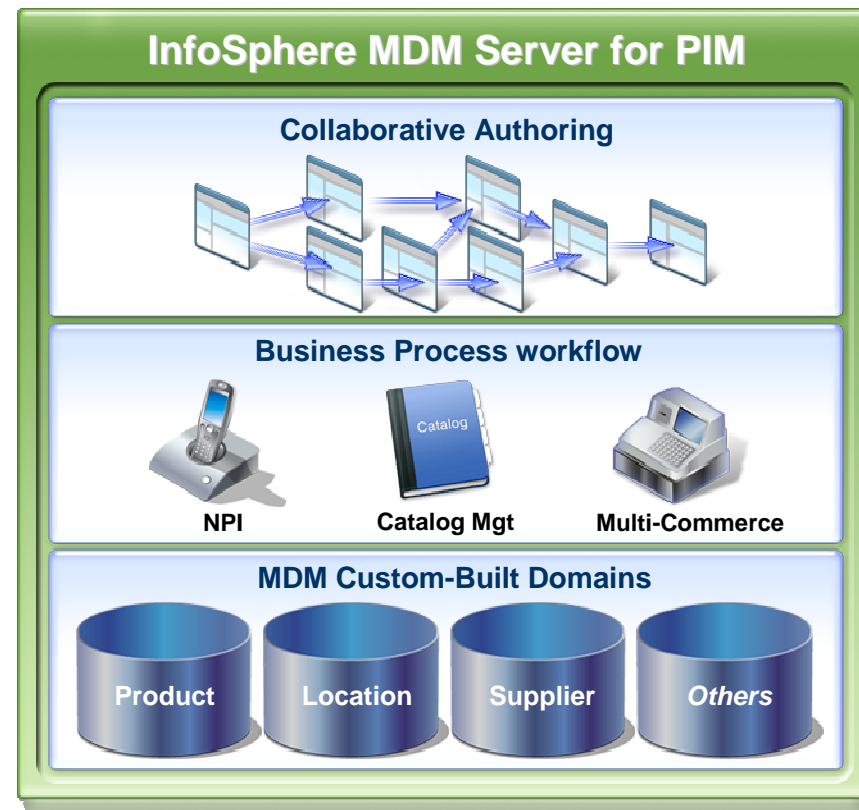 InfoSphere MDM Server for PIM
Collaborative Authoring
Business Process workflow
Catalog
NPI
Catalog Mgt
Multi-Commerce
MDM Custom-Built Domains
Product
Location
Supplier
Others